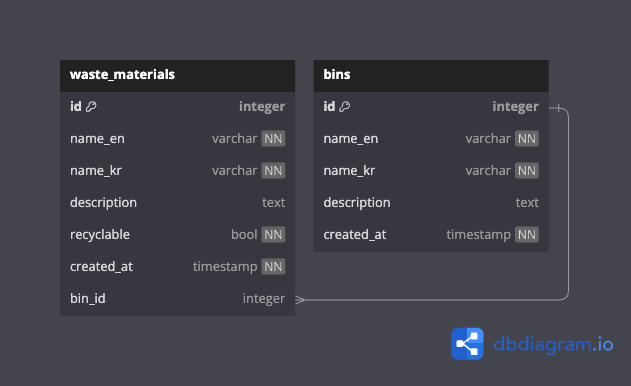 waste_materials
id integer
name_en varchar NN
name_kr varchar NN
description text
recyclable bool NN
created_at timestamp NN
bin_id integer
bins
id integer
name_en varchar NN
name_kr varchar NN
description text
created_at timestamp NN
dbdiagram.io